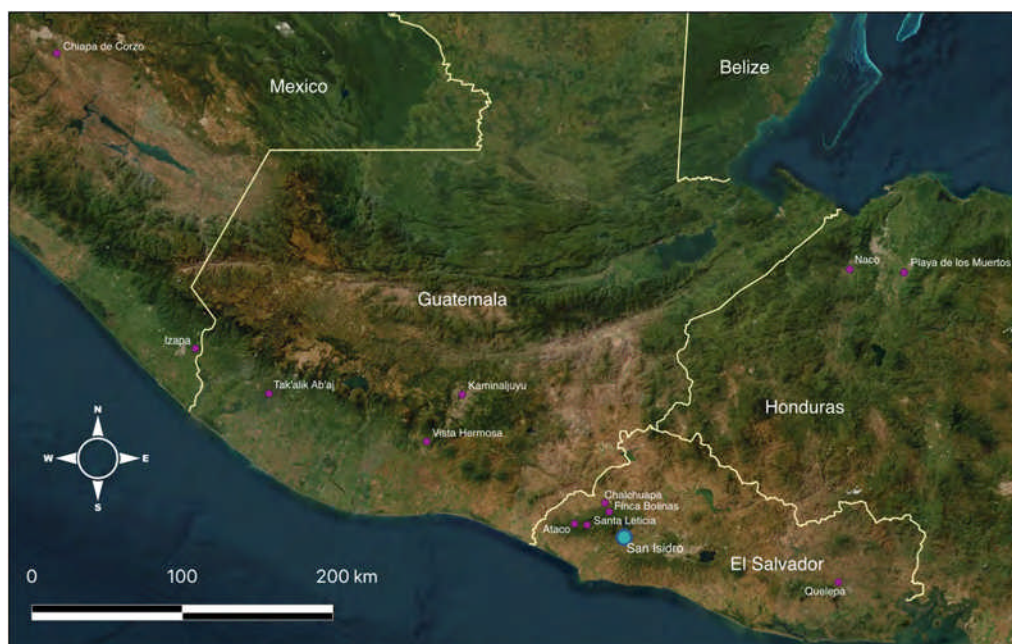 Chiapa de Corzo
Mexico
Belize
Naco
Playa de los Muertos
Guatemala
Izapa
Tak'alik Ab'aj
Kaminaljuyu
Honduras
Vista Hermosa
N
W
E
S
Chalchuapa
Finca Bolinas
Ataco
Santa Leticia
San Isidro
El Salvador
Quelepa
0
100
200 km